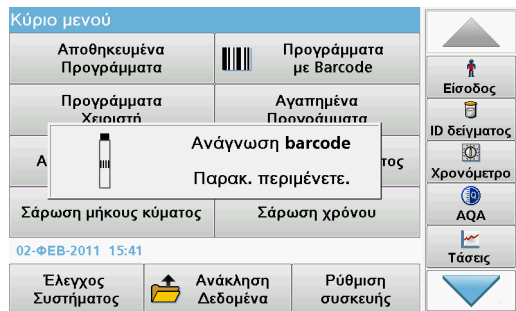 Κύριο μενού
Αποθηκευμένα
Προγράμματα
Προγράμματα
με Barcode
Προγράμματα
Χειριστή
Αγαπημένα
Προγράμματα
Ανάγνωση barcode
Παρακ. περιμένετε.
Σάρωση μήκους κύματος
Σάρωση χρόνου
02-ΦΕΒ-2011 15:41
Έλεγχος
Συστήματος
Ανάκληση
Δεδομένα
Ρύθμιση
συσκευής
Είσοδος
ID δείγματος
Χρονόμετρο
AQA
Τάσεις